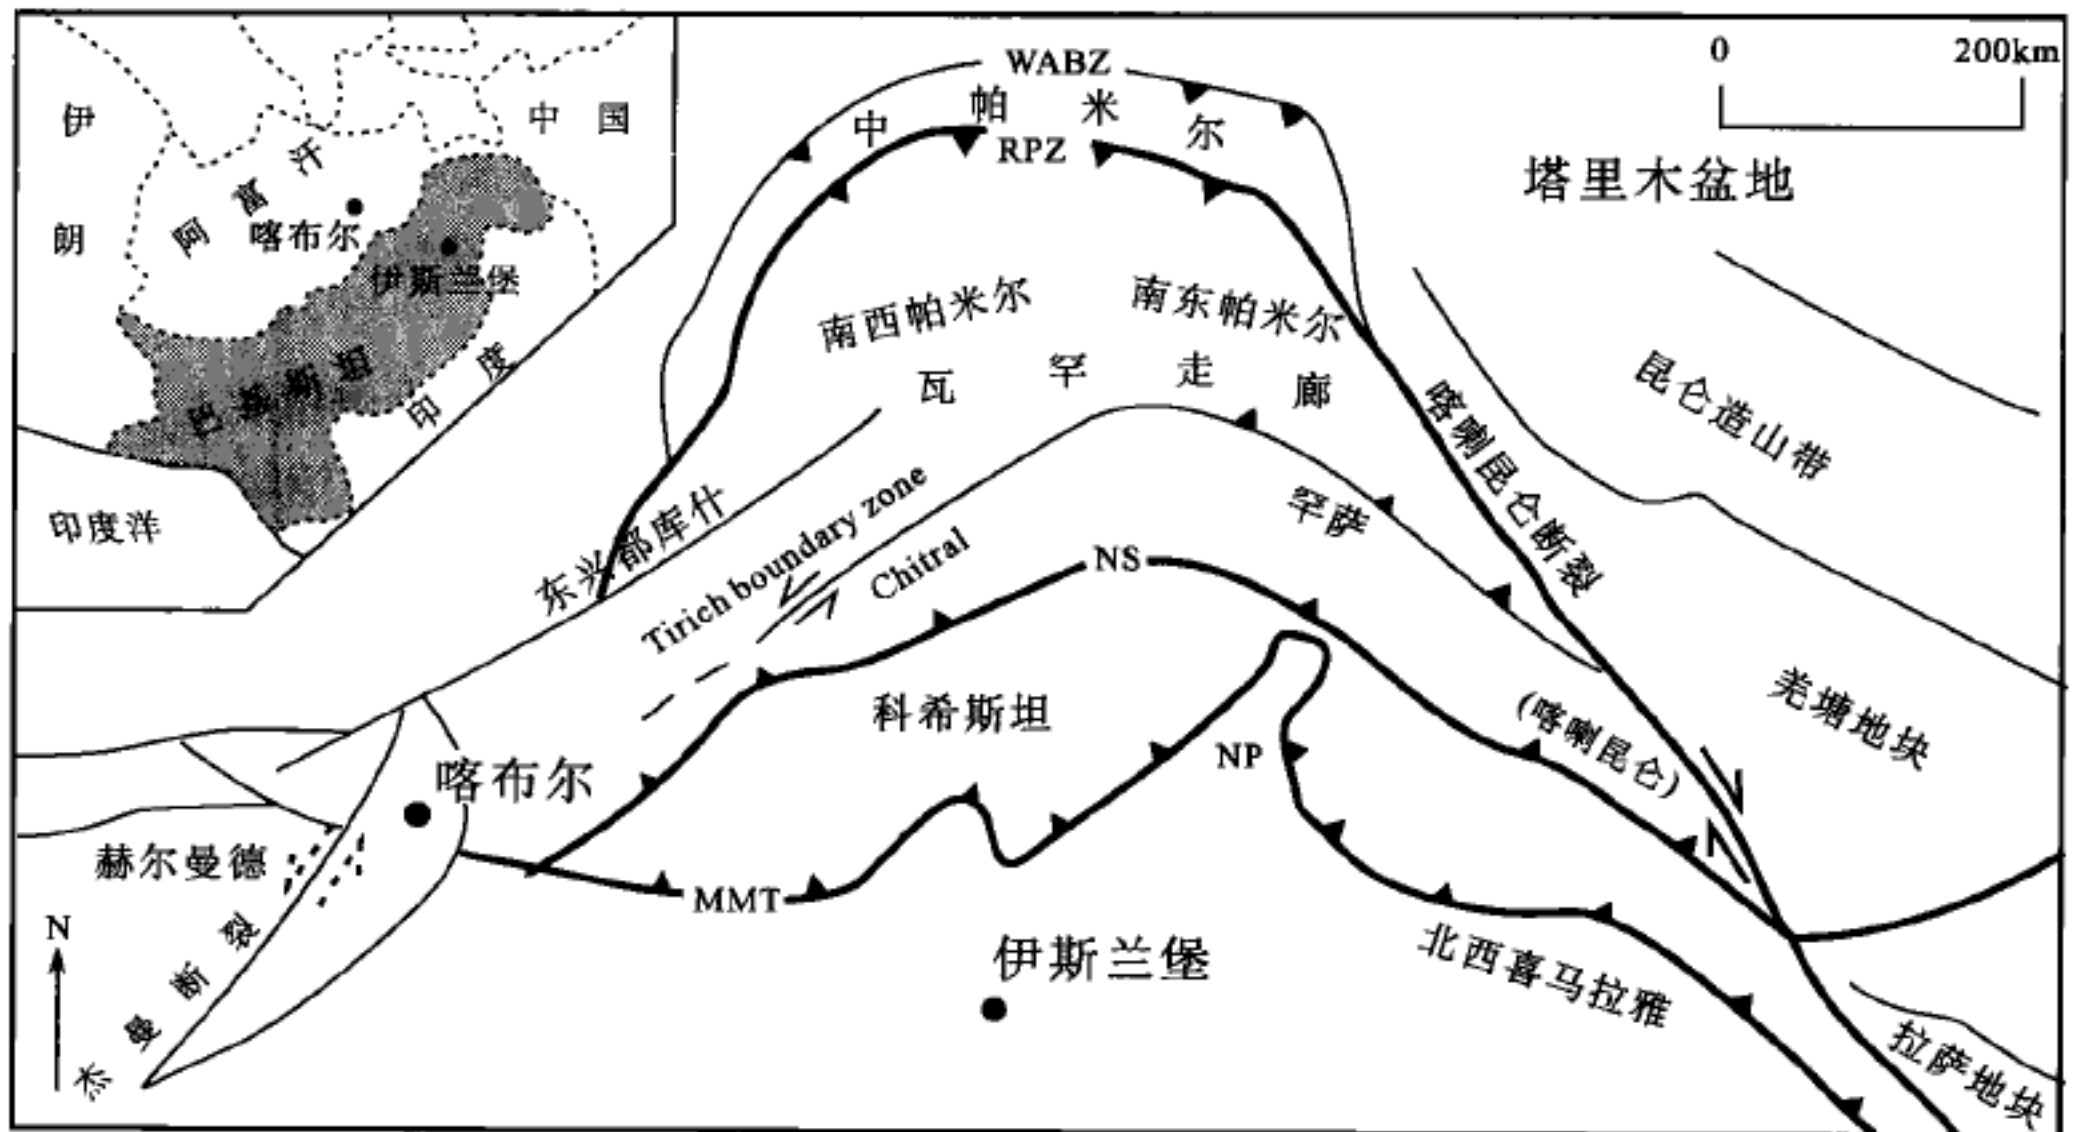 伊朗
中国
阿富汗
喀布尔
伊斯兰堡
巴基斯坦
印度
印度洋
0 200km
WABZ
中帕米尔
RPZ
塔里木盆地
南西帕米尔
南东帕米尔
瓦罕走廊
昆仑造山带
喀喇昆仑断裂
东兴都库什
Tirich boundary zone
Chitral
罕萨
NS
科希斯坦
NP
(喀喇昆仑)
羌塘地块
喀布尔
赫尔曼德
MMT
N
杰曼断裂
伊斯兰堡
北西喜马拉雅
拉萨地块